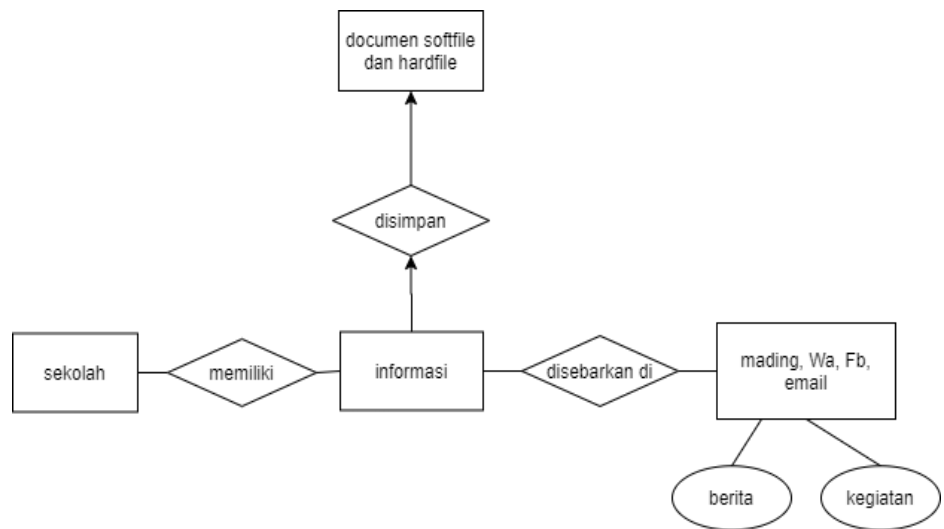 documen softfile
dan hardfile
disimpan
sekolah
memiliki
informasi
disebarkan di
mading, Wa, Fb,
email
berita
kegiatan